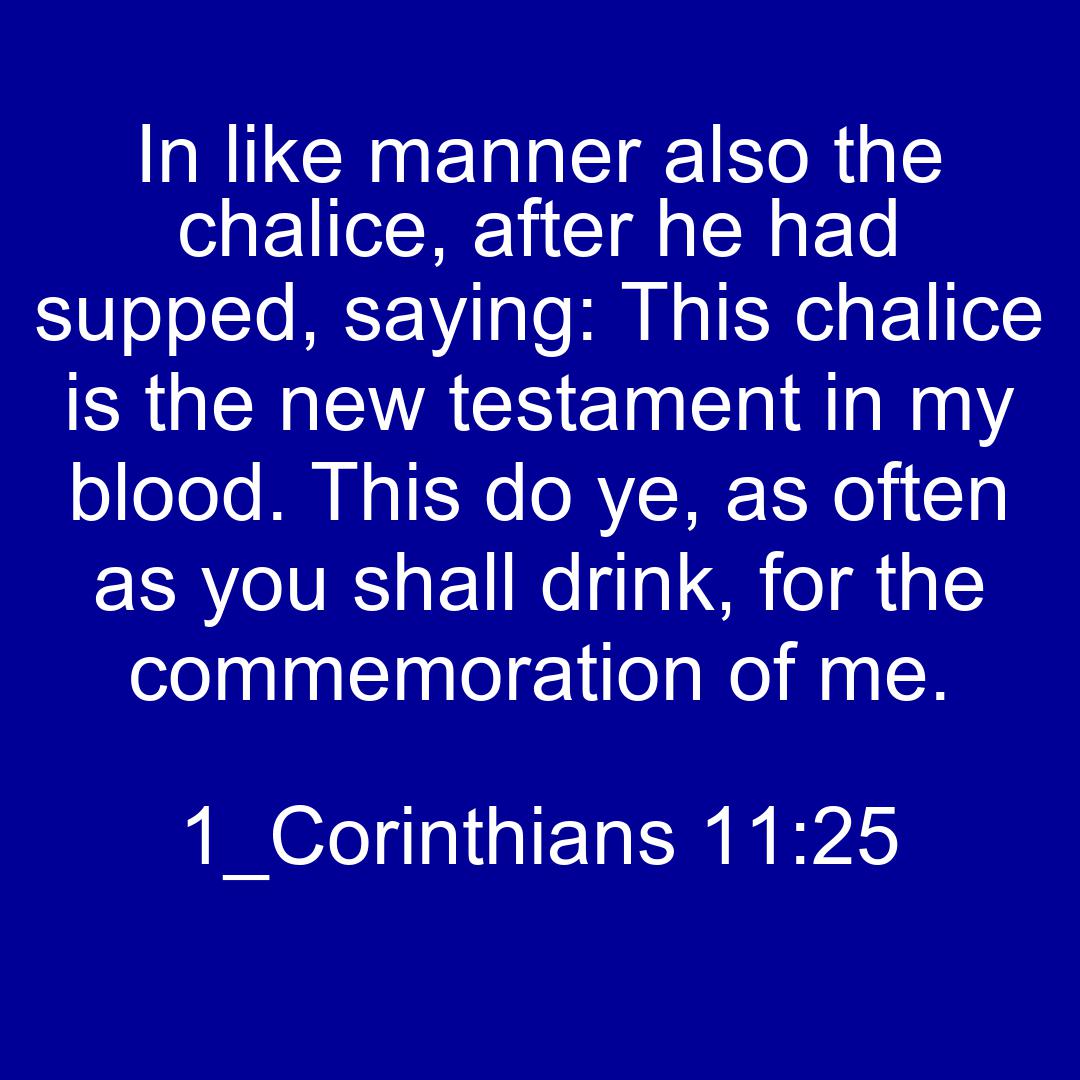 In like manner also the
chalice, after he had
supped, saying: This chalice
is the new testament in my
blood. This do ye, as often
as you shall drink, for the
commemoration of me.
1_Corinthians 11:25